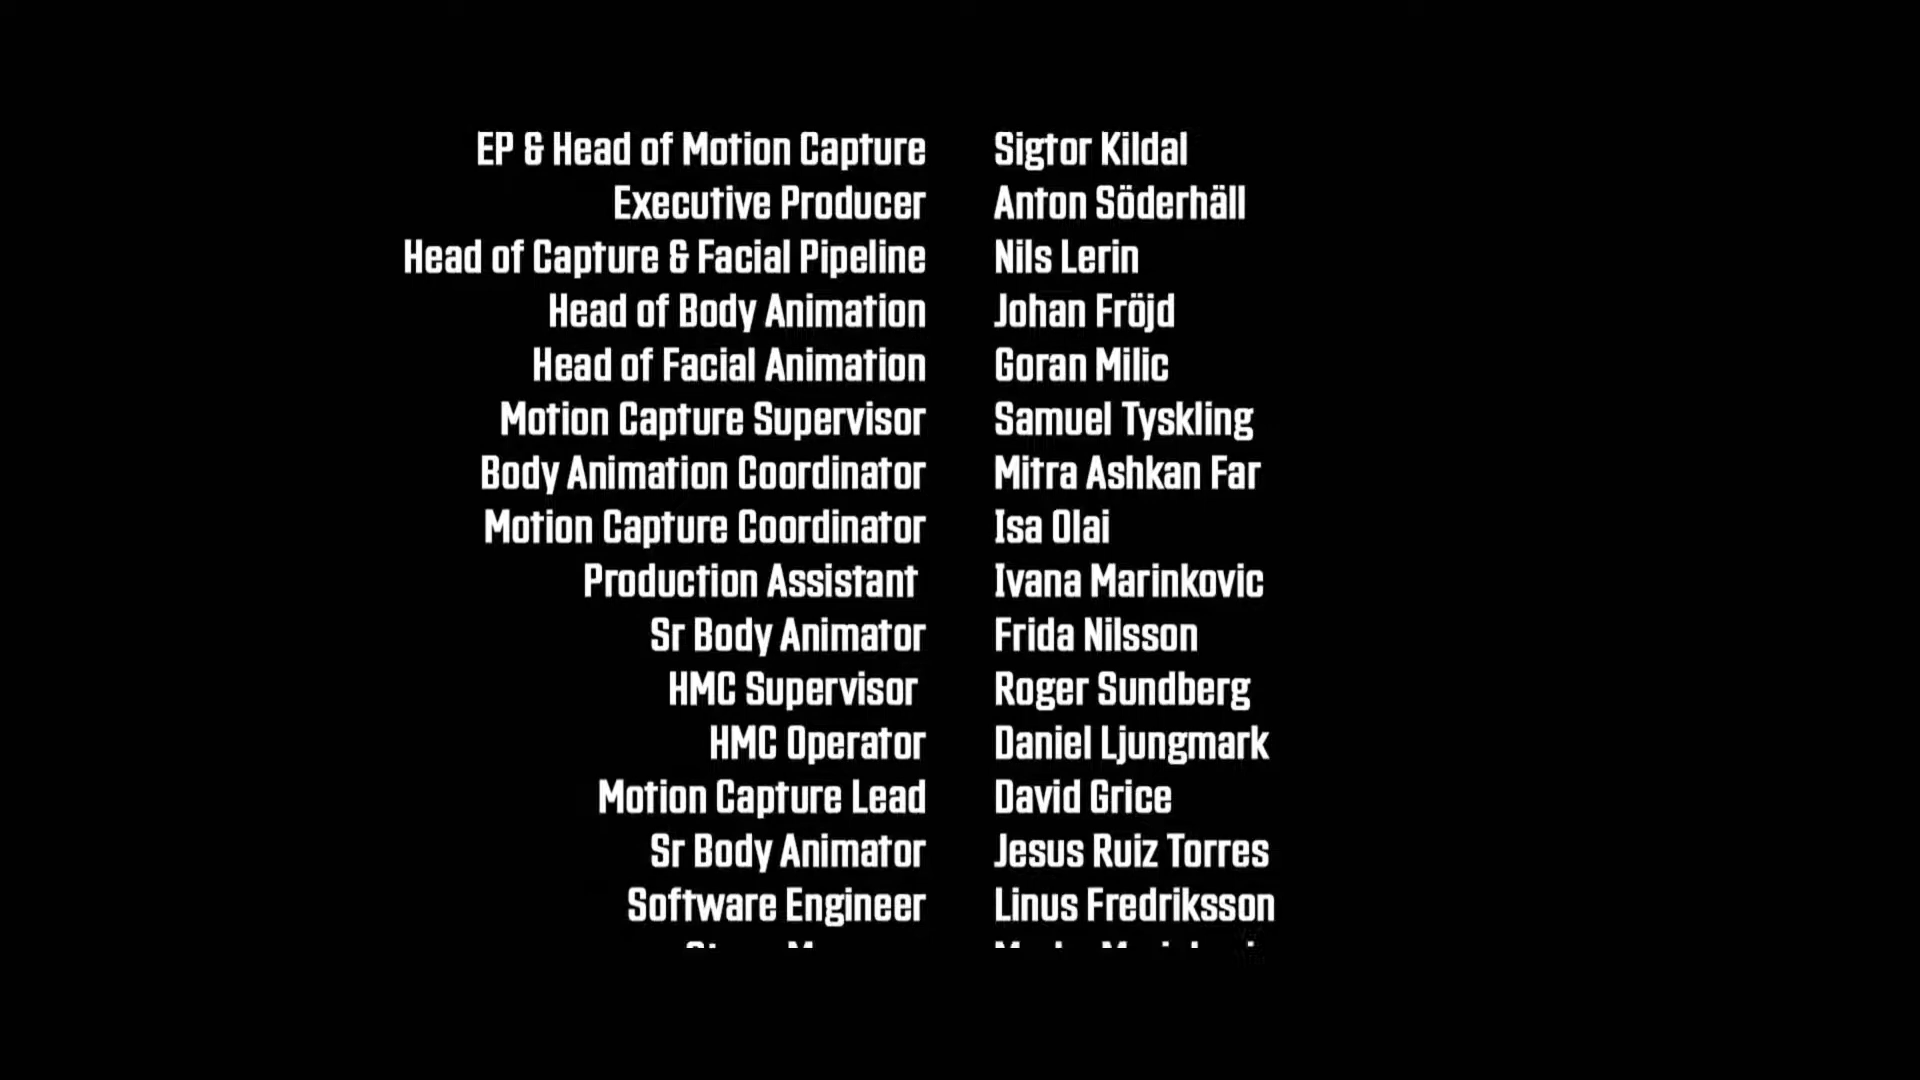 EP & Head of Motion Capture Sigtor Kildal
Executive Producer Anton Söderhäll
Head of Capture & Facial Pipeline Nils Lerin
Head of Body Animation Johan Fröjd
Head of Facial Animation Goran Milic
Motion Capture Supervisor Samuel Tyskling
Body Animation Coordinator Mitra Ashkan Far
Motion Capture Coordinator Isa Olai
Production Assistant Ivana Marinkovic
Sr Body Animator Frida Nilsson
HMC Supervisor Roger Sundberg
HMC Operator Daniel Ljungmark
Motion Capture Lead David Grice
Sr Body Animator Jesus Ruiz Torres
Software Engineer Linus Fredriksson